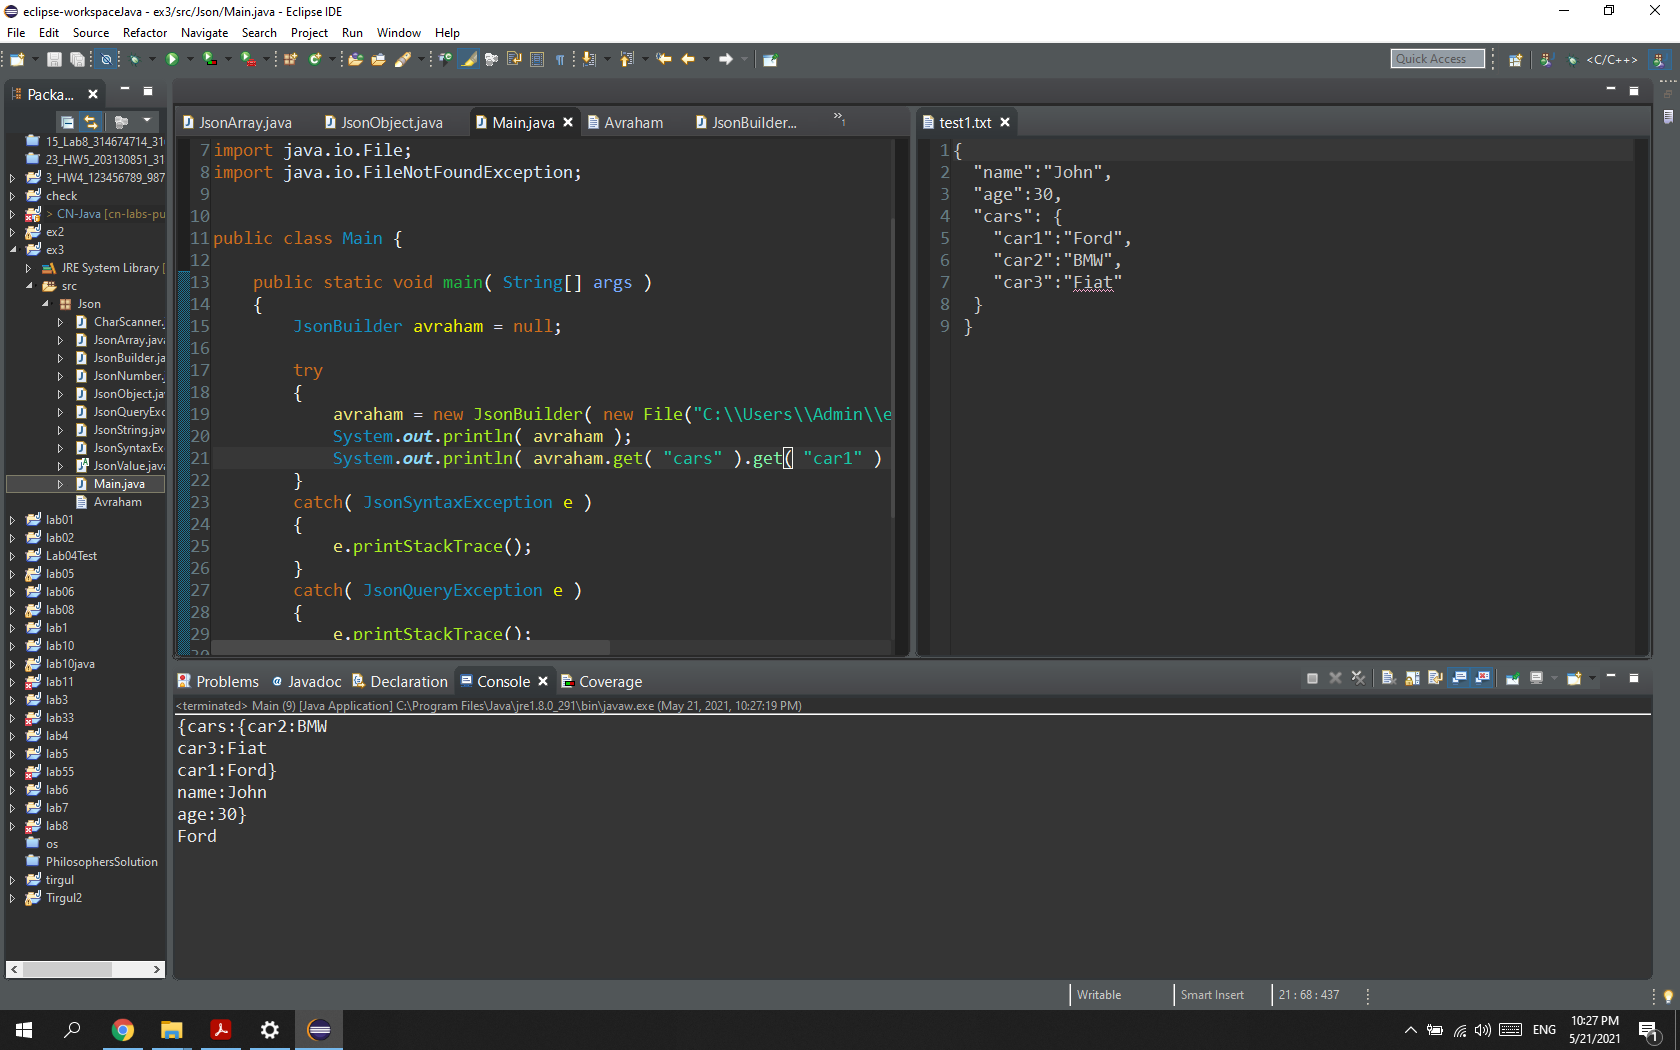 eclipse-workspaceJava - ex3/src/Json/Main.java - Eclipse IDE
File Edit Source Refactor Navigate Search Project Run Window Help
Quick Access
<C/C++>
Packa...
15_Lab8_314674714_31
23_HW5_203130851_31
3_HW4_123456789_987
check
> CN-Java [cn-labs-pu
ex2
ex3
JRE System Library [
src
Json
CharScanner.
JsonArray.java
JsonBuilder.ja
JsonNumber.
JsonObject.ja
JsonQueryExc
JsonString.jav
JsonSyntaxEx
JsonValue.java
Main.java
Avraham
lab01
lab02
Lab04Test
lab05
lab06
lab08
lab1
lab10
lab10java
lab11
lab3
lab33
lab4
lab5
lab55
lab6
lab7
lab8
os
PhilosophersSolution
tirgul
Tirgul2
JsonArray.java JsonObject.java Main.java Avraham JsonBuilder... »1
7 import java.io.File;
8 import java.io.FileNotFoundException;
9
10
11 public class Main {
12
13 public static void main( String[] args )
14 {
15 JsonBuilder avraham = null;
16
17 try
18 {
19 avraham = new JsonBuilder( new File("C:\\Users\\Admin\\e
20 System.out.println( avraham );
21 System.out.println( avraham.get( "cars" ).get( "car1" )
22 }
23 catch( JsonSyntaxException e )
24 {
25 e.printStackTrace();
26 }
27 catch( JsonQueryException e )
28 {
29 e.printStackTrace();
test1.txt
1 {
2 "name":"John",
3 "age":30,
4 "cars": {
5 "car1":"Ford",
6 "car2":"BMW",
7 "car3":"Fiat"
8 }
9 }
Problems Javadoc Declaration Console Coverage
<terminated> Main (9) [Java Application] C:\Program Files\Java\jre1.8.0_291\bin\javaw.exe (May 21, 2021, 10:27:19 PM)
{cars:{car2:BMW
car3:Fiat
car1:Ford}
name:John
age:30}
Ford
Writable Smart Insert 21 : 68 : 437
ENG
10:27 PM
5/21/2021
1